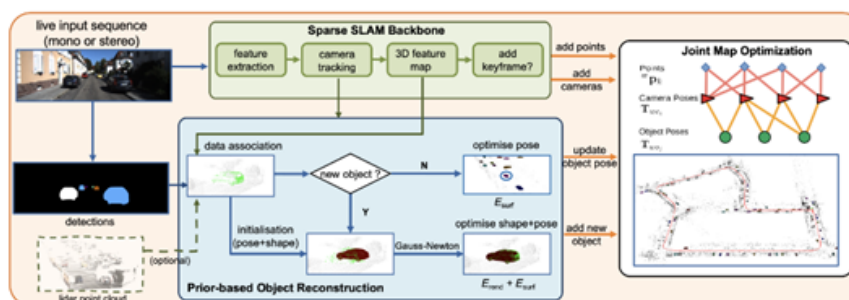 live input sequence
(mono or stereo)
Sparse SLAM Backbone
feature
extraction
camera
tracking
3D feature
map
add
keyframe?
add points
add
cameras
Joint Map Optimization
Points
Camera Poses
Object Poses
data association
new object ?
N
Y
optimise pose
E surf
update
object pose
detections
initialisation
(pose+shape)
(optional)
Gauss-Newton
optimise shape+pose
E rend + E surf
add new
object
lidar point cloud
Prior-based Object Reconstruction